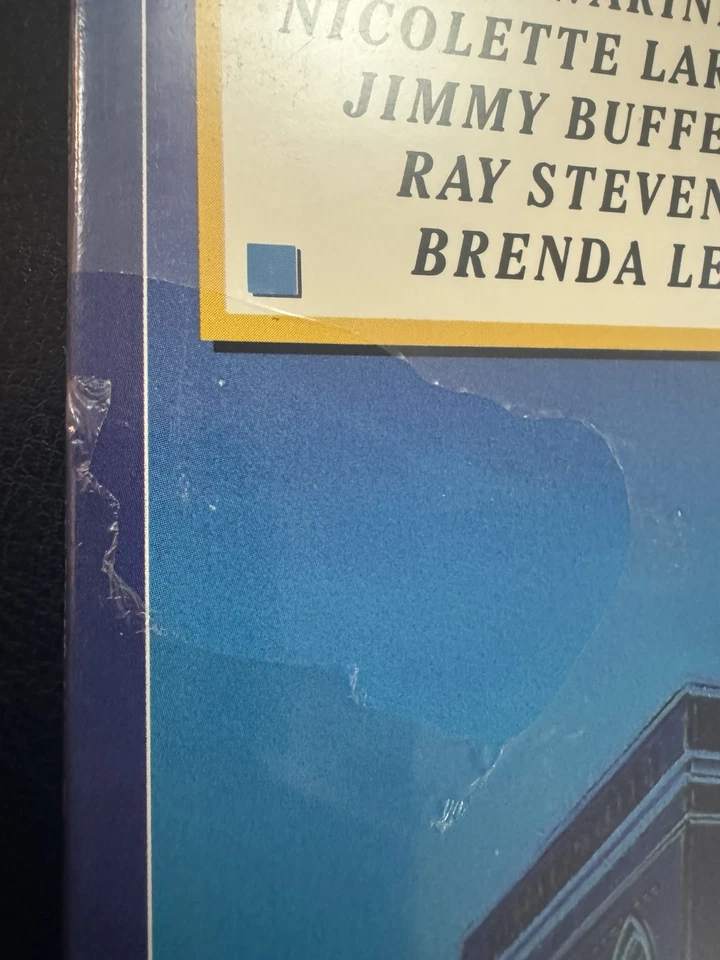 NICOLETTE LAR
JIMMY BUFFE
RAY STEVEN
BRENDA LE